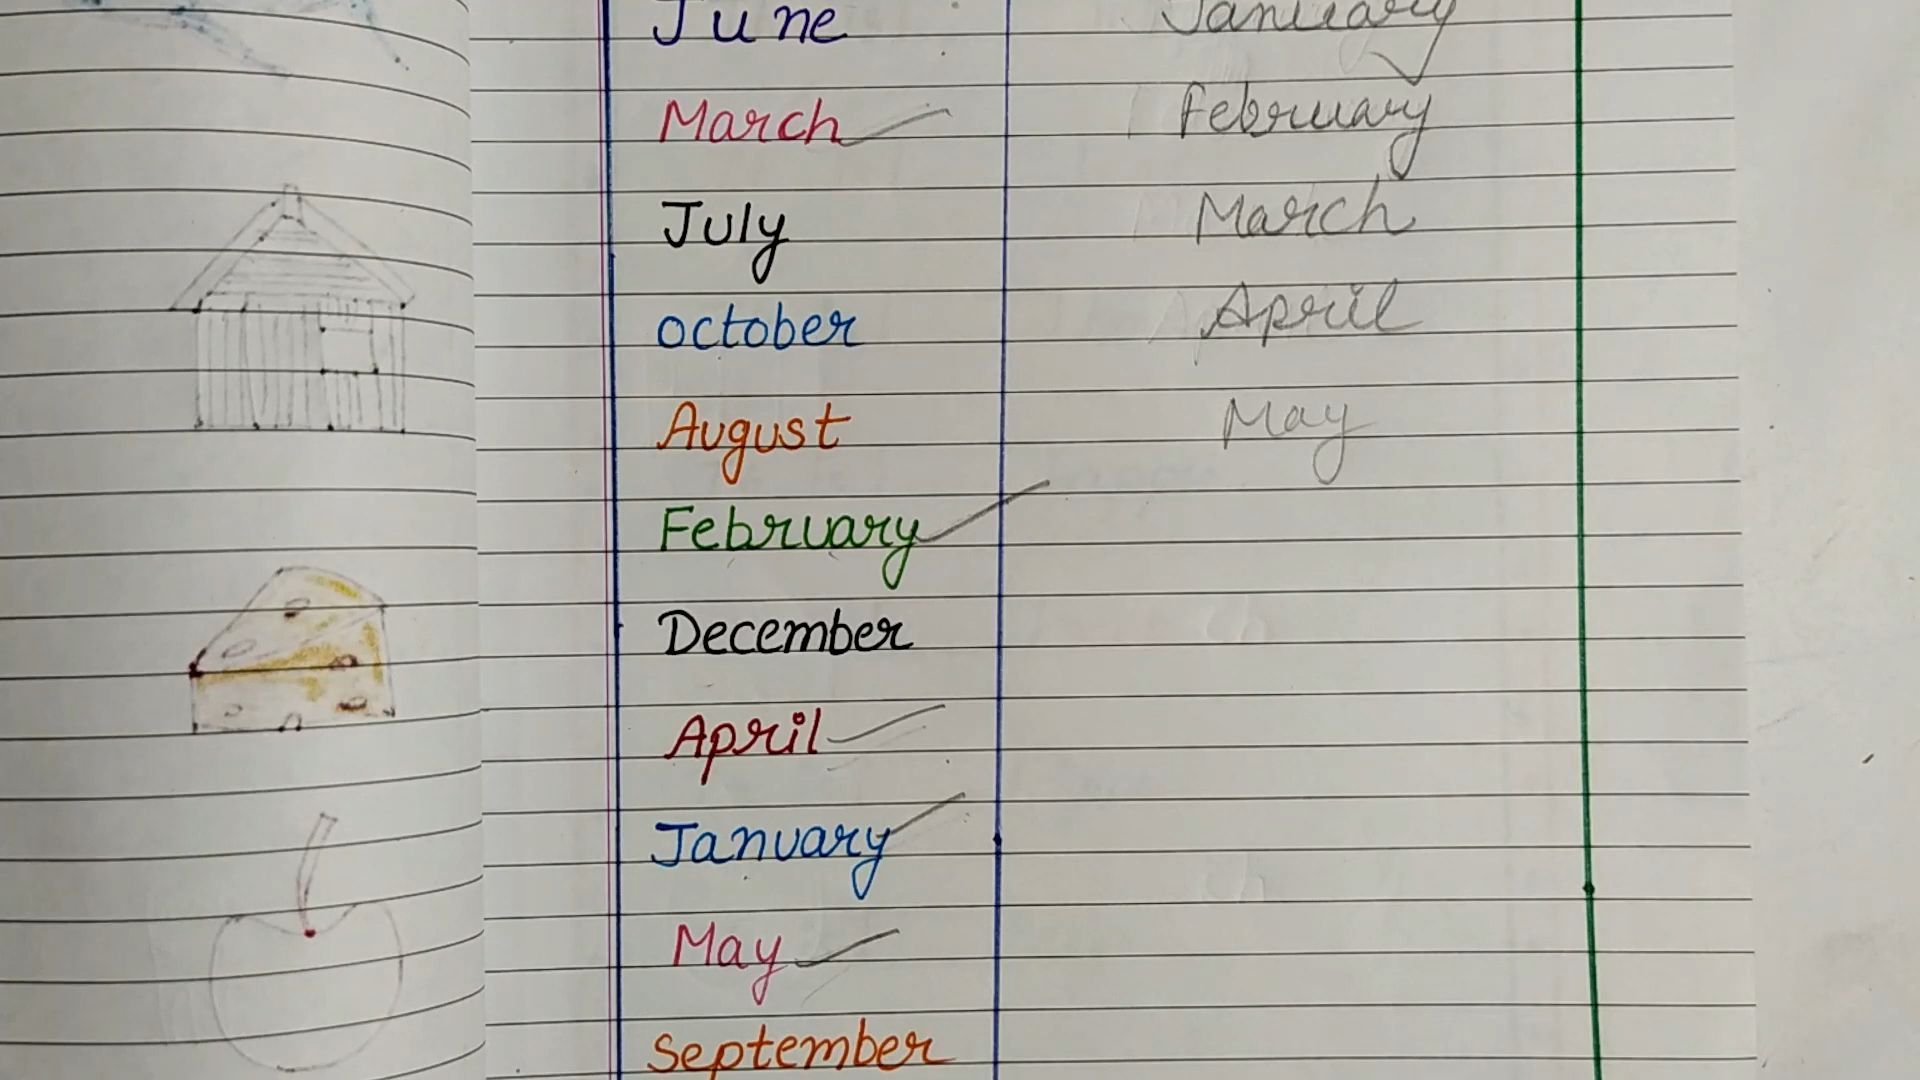 June January
March February
July March
october April
August May
February
December
April
January
May
September